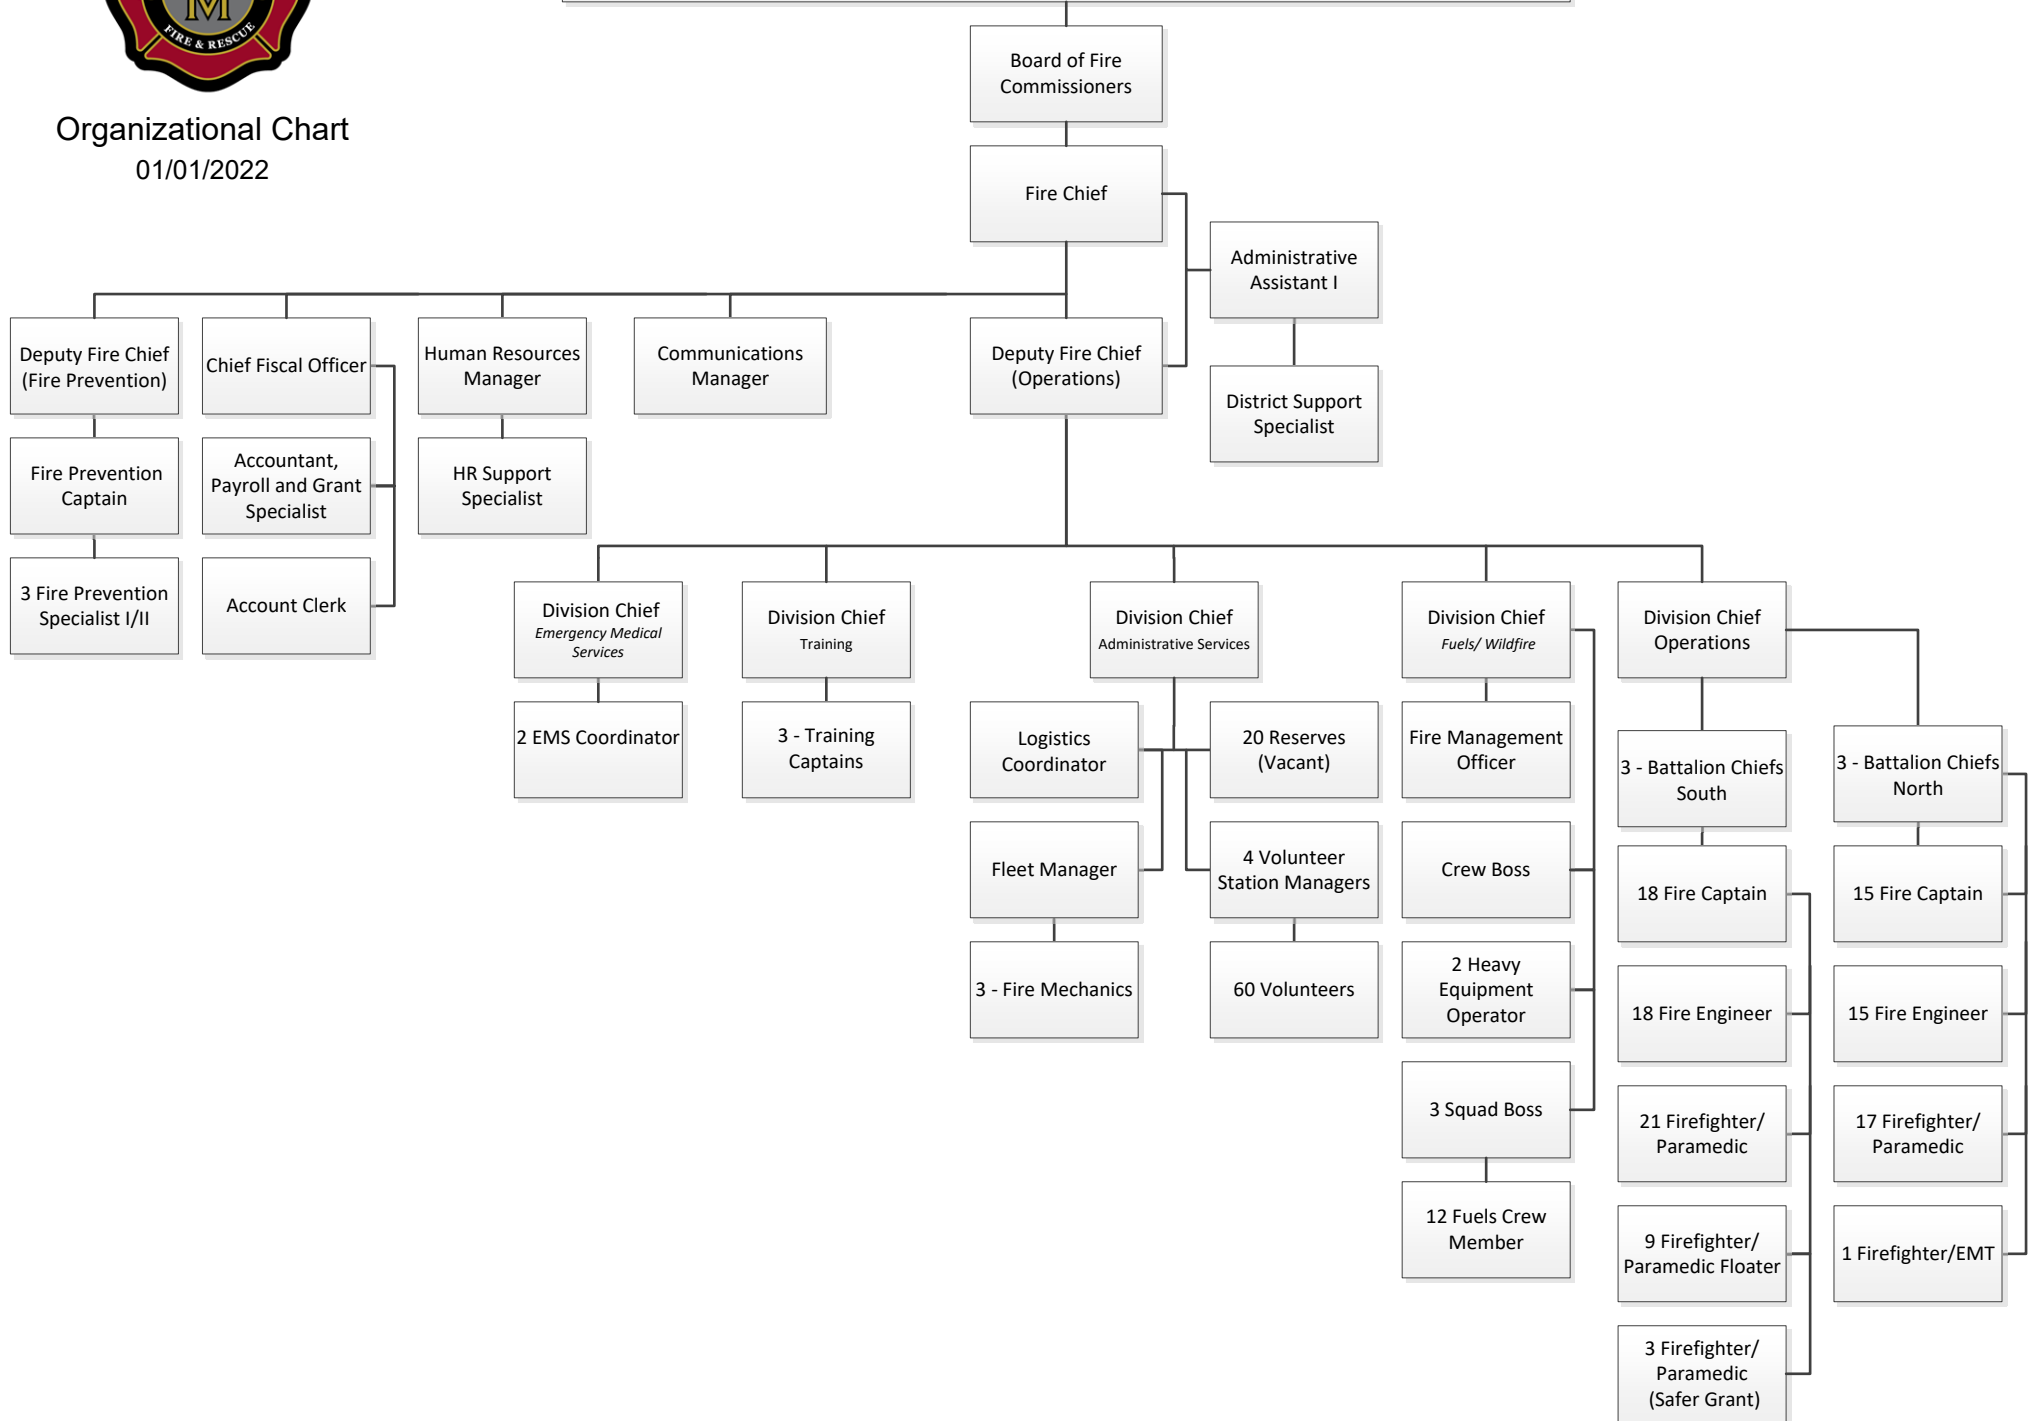 M
FIRE & RESCUE
Organizational Chart
01/01/2022
Board of Fire
Commissioners
Fire Chief
Administrative
Assistant I
District Support
Specialist
Deputy Fire Chief
(Fire Prevention)
Chief Fiscal Officer
Human Resources
Manager
Communications
Manager
Deputy Fire Chief
(Operations)
Fire Prevention
Captain
Accountant,
Payroll and Grant
Specialist
HR Support
Specialist
3 Fire Prevention
Specialist I/II
Account Clerk
Division Chief
Emergency Medical
Services
Division Chief
Training
Division Chief
Administrative Services
Division Chief
Fuels/ Wildfire
Division Chief
Operations
2 EMS Coordinator
3 - Training
Captains
Logistics
Coordinator
20 Reserves
(Vacant)
Fire Management
Officer
3 - Battalion Chiefs
South
3 - Battalion Chiefs
North
Fleet Manager
4 Volunteer
Station Managers
Crew Boss
18 Fire Captain
15 Fire Captain
3 - Fire Mechanics
60 Volunteers
2 Heavy
Equipment
Operator
18 Fire Engineer
15 Fire Engineer
3 Squad Boss
21 Firefighter/
Paramedic
17 Firefighter/
Paramedic
12 Fuels Crew
Member
9 Firefighter/
Paramedic Floater
1 Firefighter/EMT
3 Firefighter/
Paramedic
(Safer Grant)